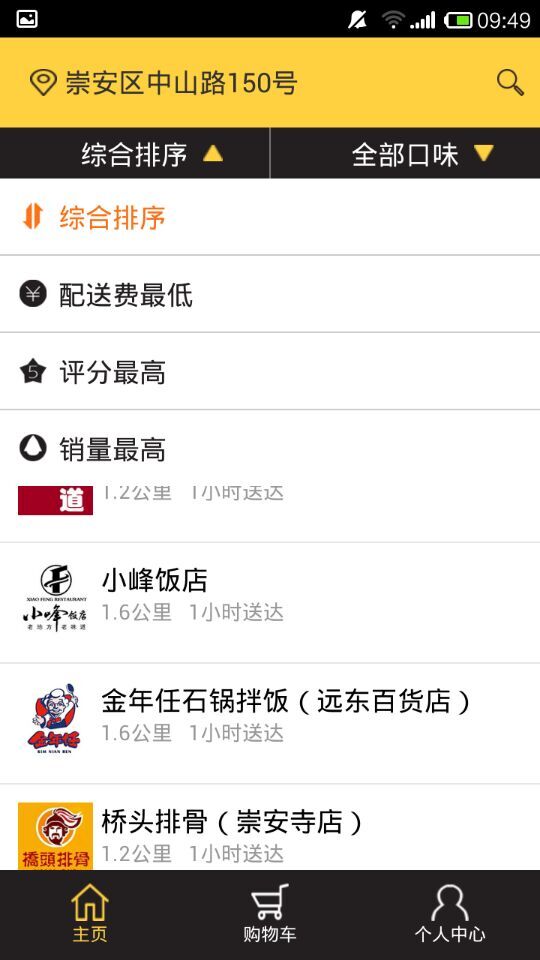 09:49
崇安区中山路150号
综合排序
全部口味
综合排序
¥
配送费最低
5
评分最高
销量最高
道
1.2公里 1小时送达
小峰饭店
1.6公里 1小时送达
XIAO FENG RESTAURANT
小峰饭店
老地方老味道
金年任石锅拌饭（远东百货店）
1.6公里 1小时送达
金年任
KIM NIAN REN
桥头排骨（崇安寺店）
1.2公里 1小时送达
橋頭排骨
主页
购物车
个人中心